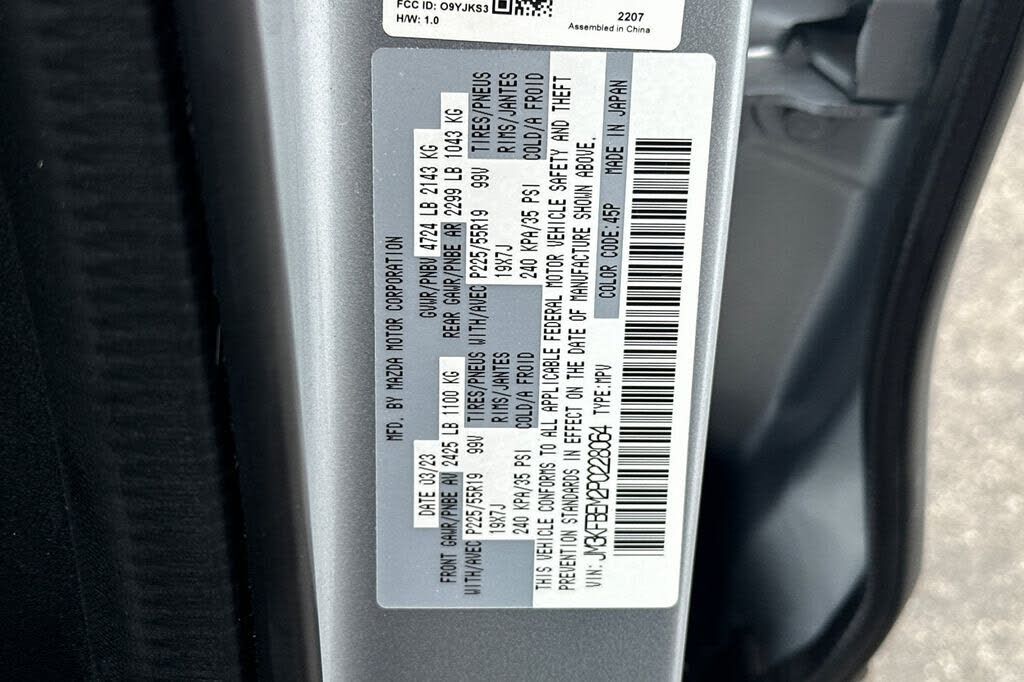 FCC ID: O9YJKS3
H/W: 1.0
2207
Assembled in China
MFD. BY MAZDA MOTOR CORPORATION
DATE 03/23 GVWR/PNBV 4724 LB 2143 KG
FRONT GAWR/PNBE AV 2425 LB 1100 KG REAR GAWR/PNBE AR 2299 LB 1043 KG
WITH/AVEC P225/55R19 99V TIRES/PNEUS WITH/AVEC P225/55R19 99V TIRES/PNEUS
19X7J RIMS/JANTES 19X7J RIMS/JANTES
240 KPA/35 PSI COLD/A FROID 240 KPA/35 PSI COLD/A FROID
THIS VEHICLE CONFORMS TO ALL APPLICABLE FEDERAL MOTOR VEHICLE SAFETY AND THEFT
PREVENTION STANDARDS IN EFFECT ON THE DATE OF MANUFACTURE SHOWN ABOVE.
VIN: JM3KFBEM2P0228064 TYPE:MPV COLOR CODE:45P MADE IN JAPAN